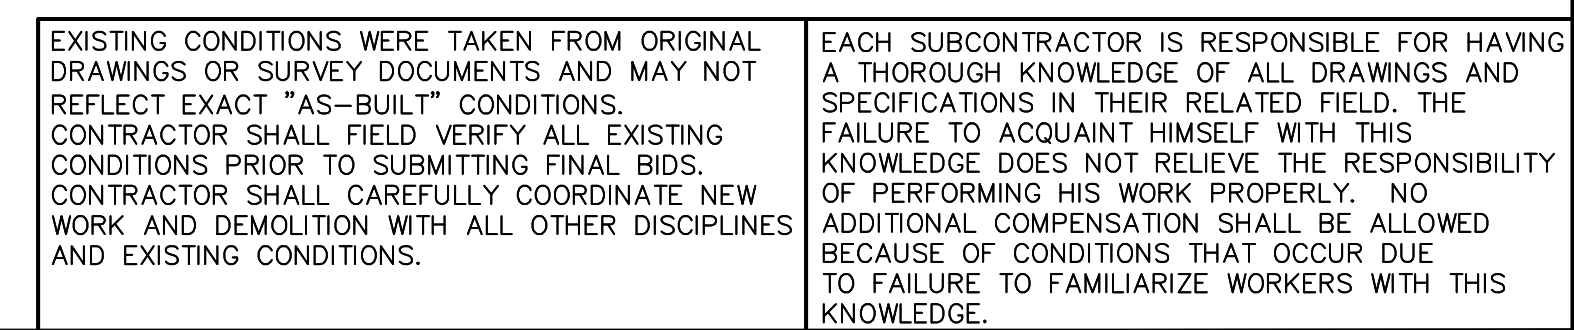 EXISTING CONDITIONS WERE TAKEN FROM ORIGINAL
DRAWINGS OR SURVEY DOCUMENTS AND MAY NOT
REFLECT EXACT "AS-BUILT" CONDITIONS.
CONTRACTOR SHALL FIELD VERIFY ALL EXISTING
CONDITIONS PRIOR TO SUBMITTING FINAL BIDS.
CONTRACTOR SHALL CAREFULLY COORDINATE NEW
WORK AND DEMOLITION WITH ALL OTHER DISCIPLINES
AND EXISTING CONDITIONS.
EACH SUBCONTRACTOR IS RESPONSIBLE FOR HAVING
A THOROUGH KNOWLEDGE OF ALL DRAWINGS AND
SPECIFICATIONS IN THEIR RELATED FIELD. THE
FAILURE TO ACQUAINT HIMSELF WITH THIS
KNOWLEDGE DOES NOT RELIEVE THE RESPONSIBILITY
OF PERFORMING HIS WORK PROPERLY. NO
ADDITIONAL COMPENSATION SHALL BE ALLOWED
BECAUSE OF CONDITIONS THAT OCCUR DUE
TO FAILURE TO FAMILIARIZE WORKERS WITH THIS
KNOWLEDGE.